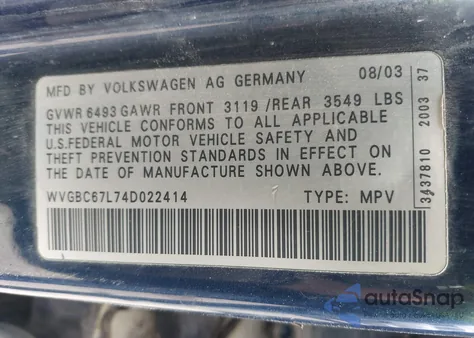 MFD BY VOLKSWAGEN AG GERMANY 08/03
GVWR 6493 GAWR FRONT 3119 /REAR 3549 LBS
THIS VEHICLE CONFORMS TO ALL APPLICABLE
U.S.FEDERAL MOTOR VEHICLE SAFETY AND
THEFT PREVENTION STANDARDS IN EFFECT ON
THE DATE OF MANUFACTURE SHOWN ABOVE.
WVGBC67L74D022414 TYPE: MPV
3437810 2003 37
autoSnap